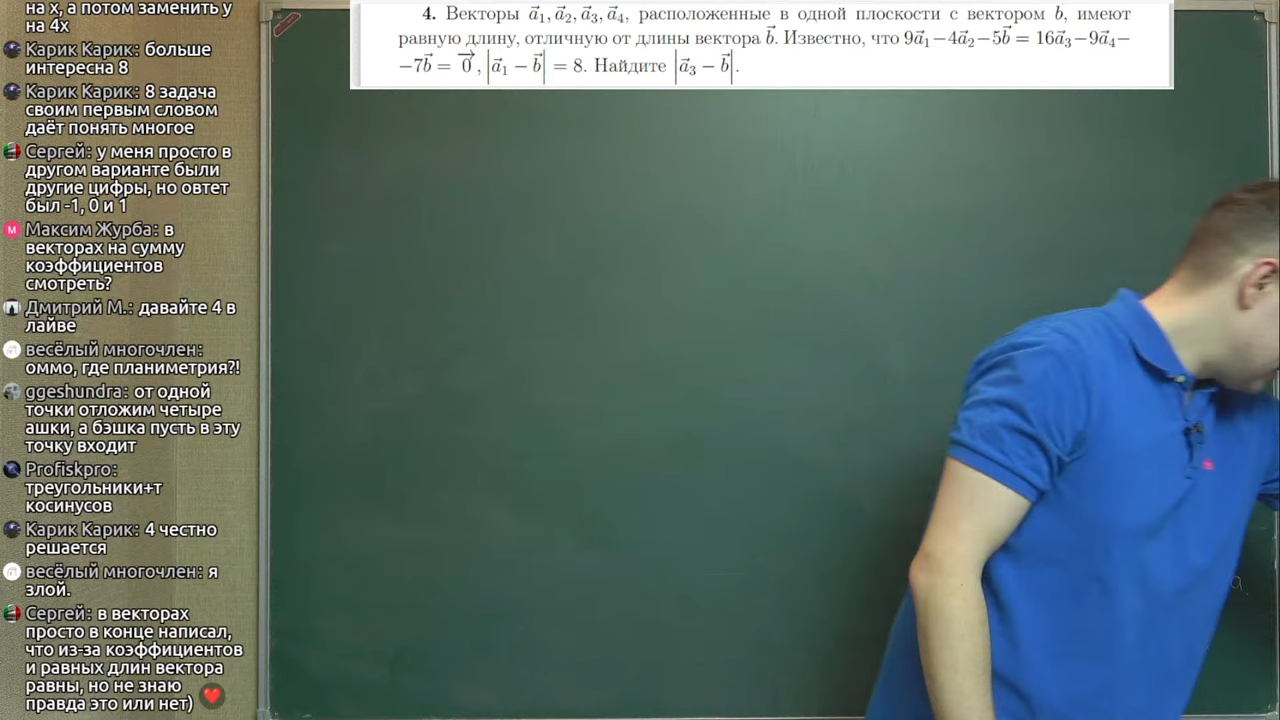 на х, а потом заменить у
на 4х
Карик Карик: больше
интересна 8
Карик Карик: 8 задача
своим первым словом
даёт понять многое
Сергей: у меня просто в
другом варианте были
другие цифры, но овтет
был -1, 0 и 1
М Максим Журба: в
векторах на сумму
коэффициентов
смотреть?
Дмитрий М.: давайте 4 в
лайве
весёлый многочлен:
оммо, где планиметрия?!
ggeshundra: от одной
точки отложим четыре
ашки, а бэшка пусть в эту
точку входит
Profiskpro:
треугольники+т
косинусов
Карик Карик: 4 честно
решается
весёлый многочлен: я
злой.
Сергей: в векторах
просто в конце написал,
что из-за коэффициентов
и равных длин вектора
равны, но не знаю
правда это или нет) ❤️
4. Векторы a⃗₁, a⃗₂, a⃗₃, a⃗₄, расположенные в одной плоскости с вектором b⃗, имеют
равную длину, отличную от длины вектора b⃗. Известно, что 9a⃗₁−4a⃗₂−5b⃗ = 16a⃗₃−9a⃗₄−
−7b⃗ = 0⃗, |a⃗₁ − b⃗| = 8. Найдите |a⃗₃ − b⃗|.